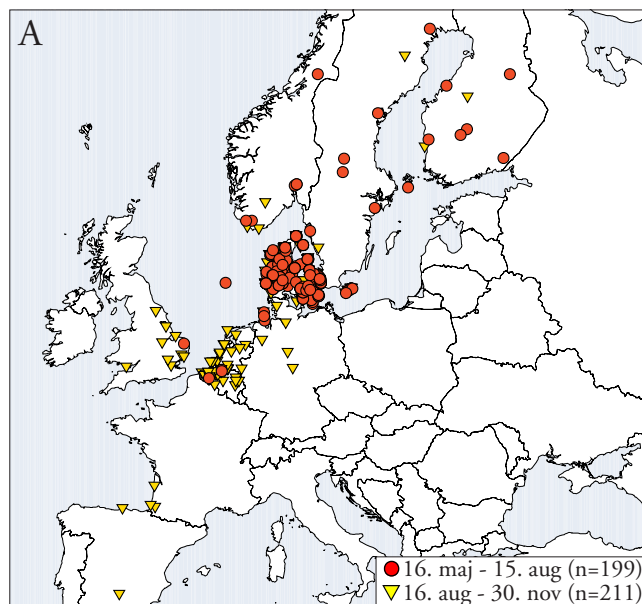 A
16. maj - 15. aug (n=199)
16. aug - 30. nov (n=211)